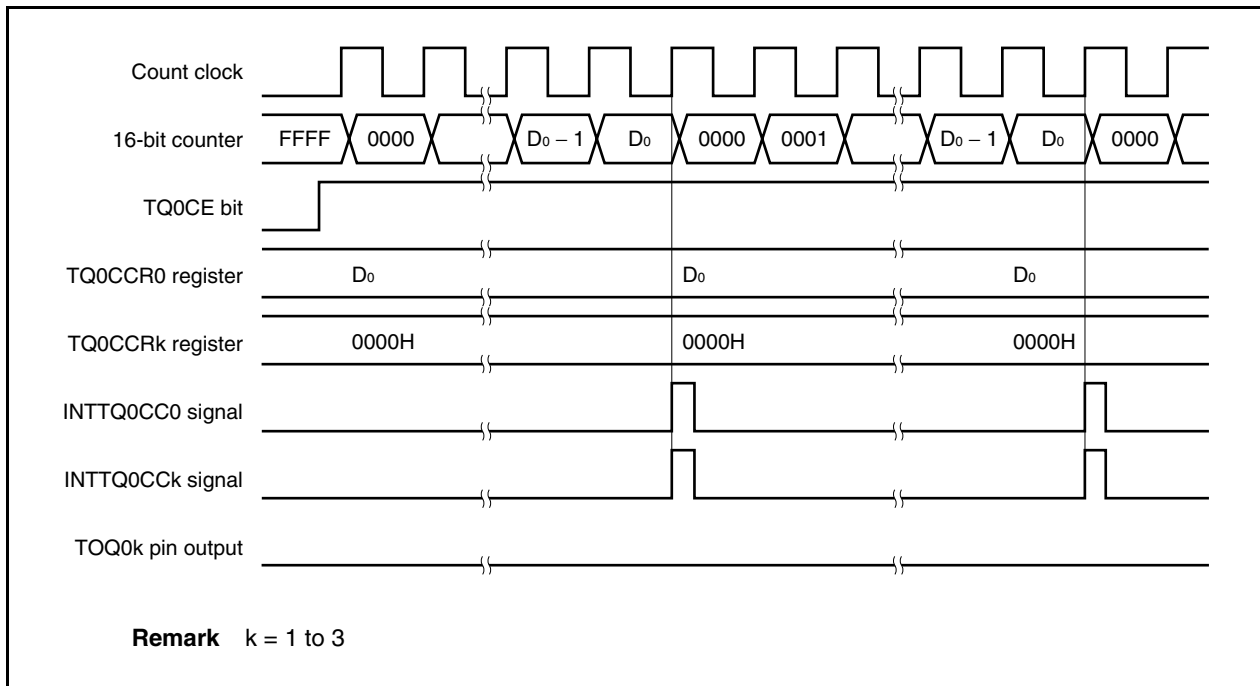 Count clock
16-bit counter FFFF 0000 D₀ − 1 D₀ 0000 0001 D₀ − 1 D₀ 0000
TQ0CE bit
TQ0CCR0 register D₀ D₀ D₀
TQ0CCRk register 0000H 0000H 0000H
INTTQ0CC0 signal
INTTQ0CCk signal
TOQ0k pin output
Remark k = 1 to 3